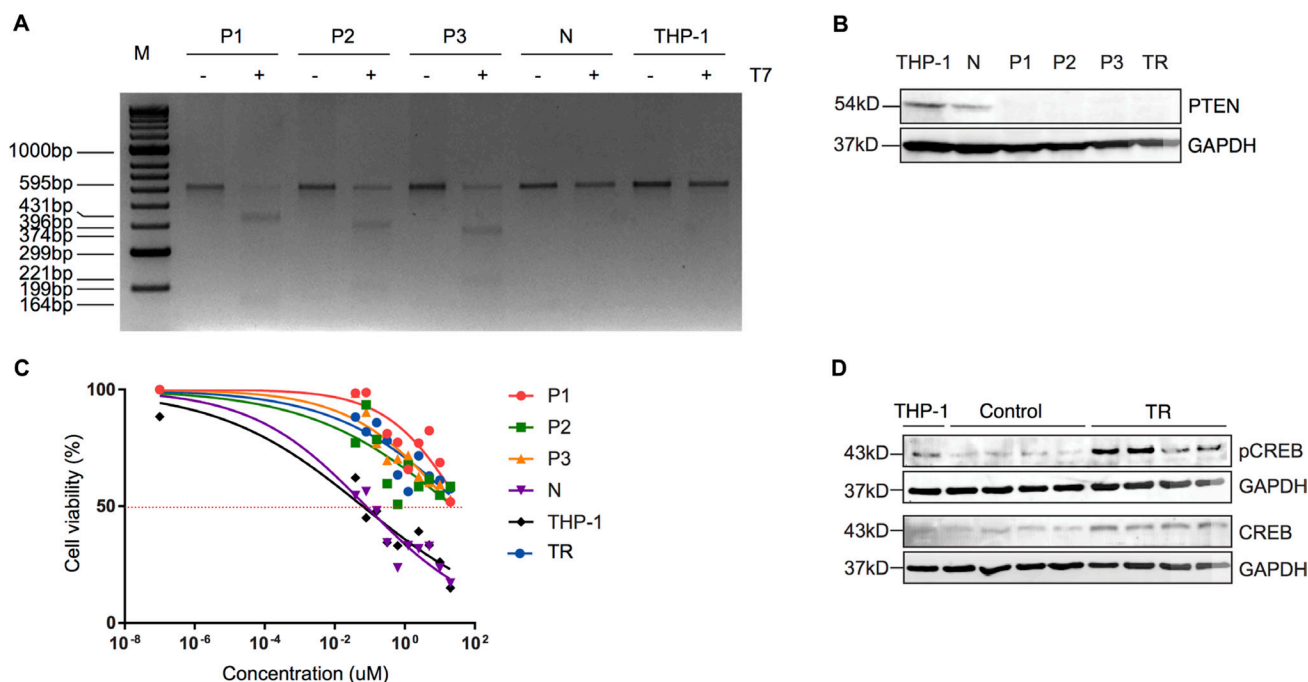 A
M
P1 P2 P3 N THP-1
- + - + - + - + - + T7
1000bp
595bp
431bp
396bp
374bp
299bp
221bp
199bp
164bp
B
THP-1 N P1 P2 P3 TR
54kD PTEN
37kD GAPDH
C
Cell viability (%)
100
50
0
10-8 10-6 10-4 10-2 100 102
Concentration (uM)
P1
P2
P3
N
THP-1
TR
D
THP-1 Control TR
43kD pCREB
37kD GAPDH
43kD CREB
37kD GAPDH